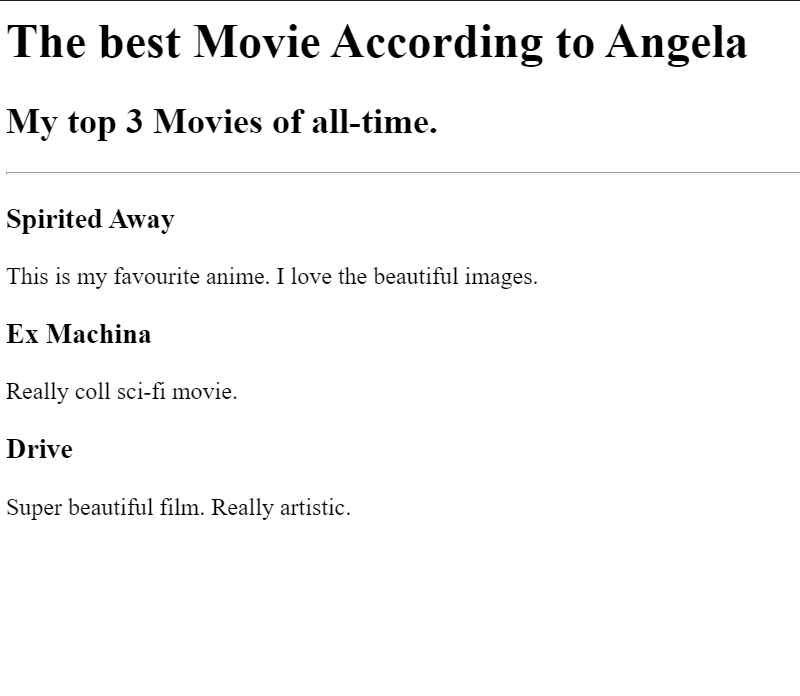 The best Movie According to Angela
My top 3 Movies of all-time.
Spirited Away
This is my favourite anime. I love the beautiful images.
Ex Machina
Really coll sci-fi movie.
Drive
Super beautiful film. Really artistic.